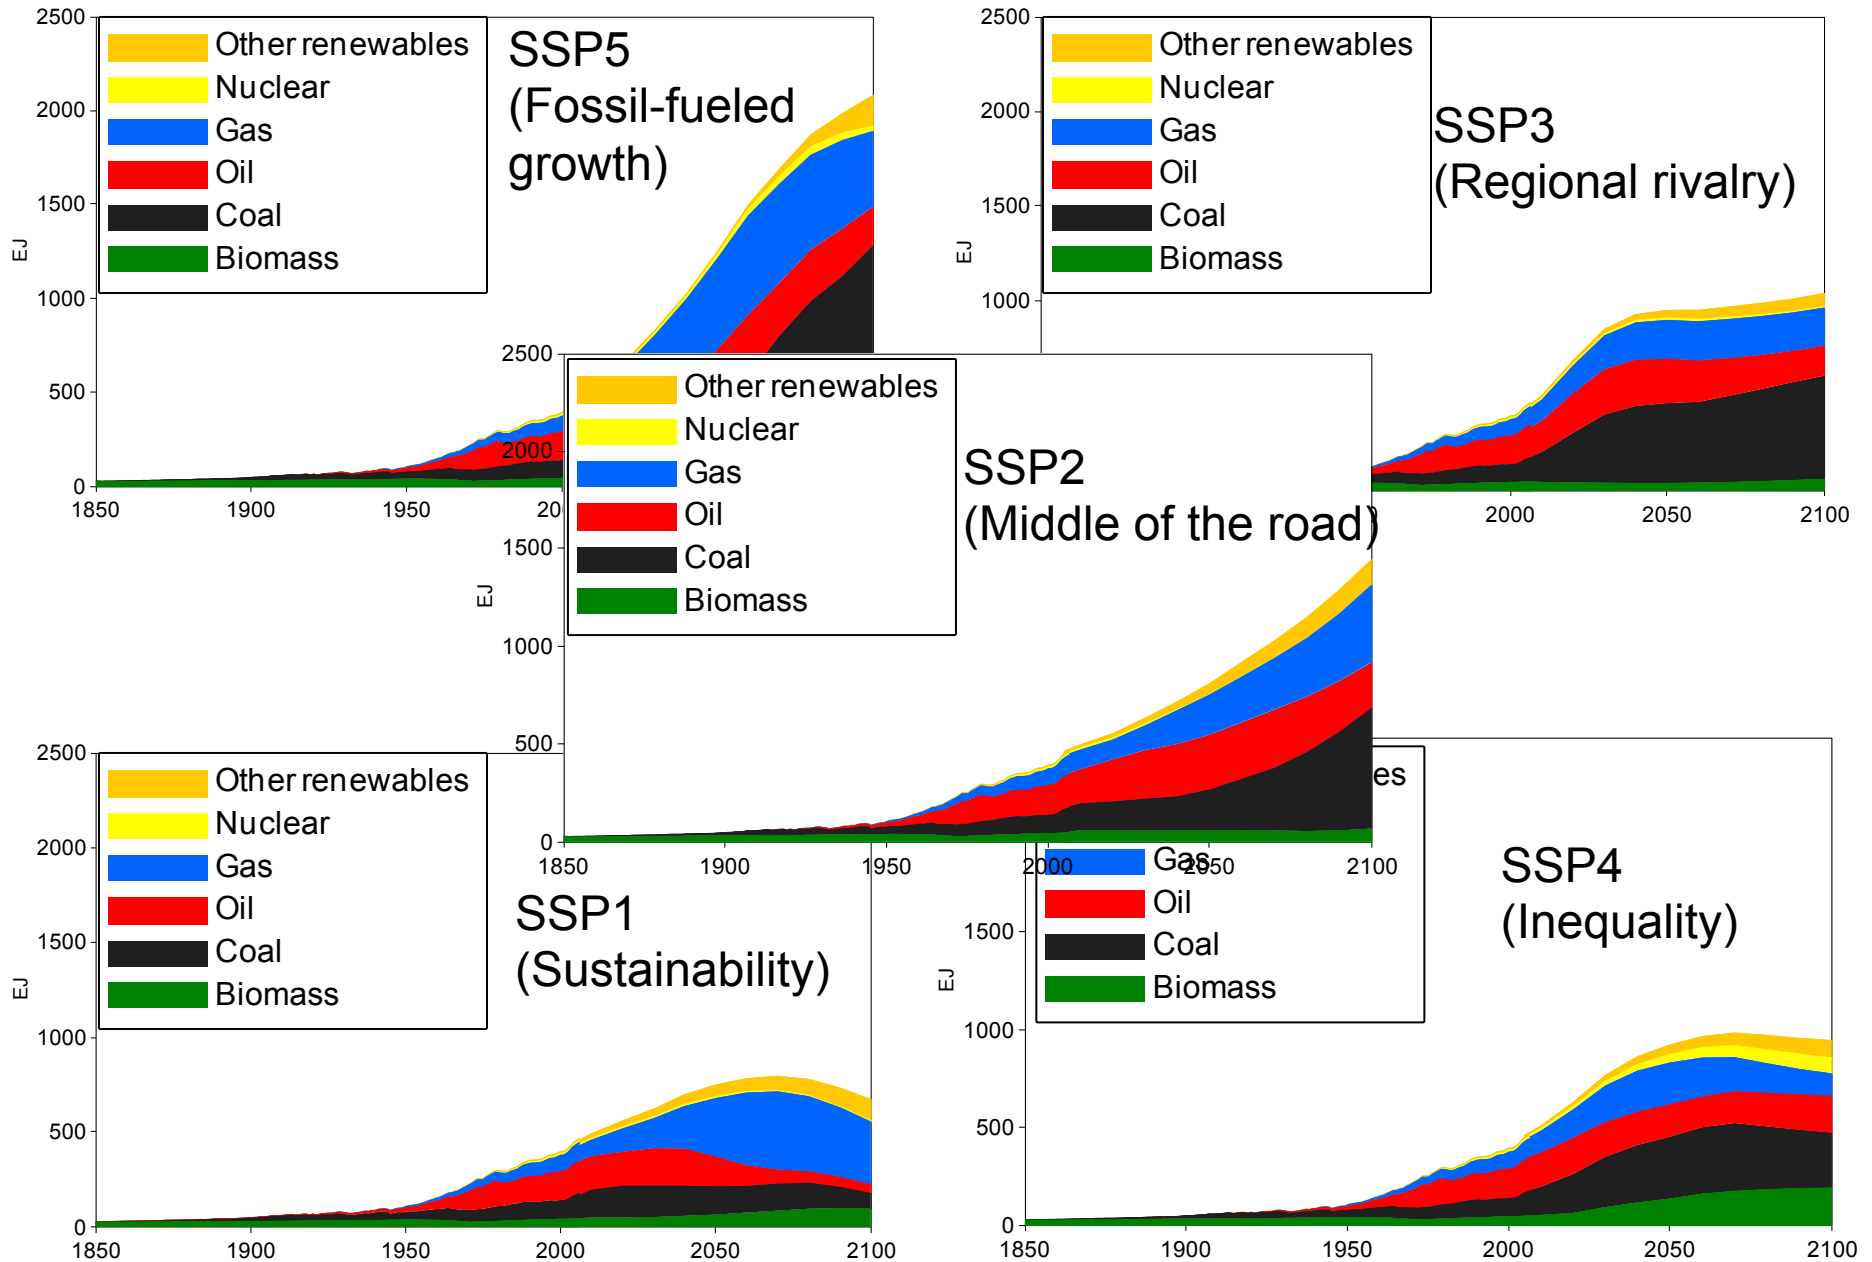 2500
2000
1500
1000
500
0
EJ
Other renewables
Nuclear
Gas
Oil
Coal
Biomass
SSP5
(Fossil-fueled
growth)
1850
1900
1950
2500
2000
1500
1000
EJ
Other renewables
Nuclear
Gas
Oil
Coal
Biomass
SSP3
(Regional rivalry)
2000
2050
2100
2500
2000
1500
1000
500
0
EJ
Other renewables
Nuclear
Gas
Oil
Coal
Biomass
SSP2
(Middle of the road)
1850
1900
1950
2000
2050
2100
2500
2000
1500
1000
500
0
EJ
Other renewables
Nuclear
Gas
Oil
Coal
Biomass
SSP1
(Sustainability)
1850
1900
1950
2000
2050
2100
1500
1000
500
0
EJ
es
Gas
Oil
Coal
Biomass
SSP4
(Inequality)
1850
1900
1950
2000
2050
2100